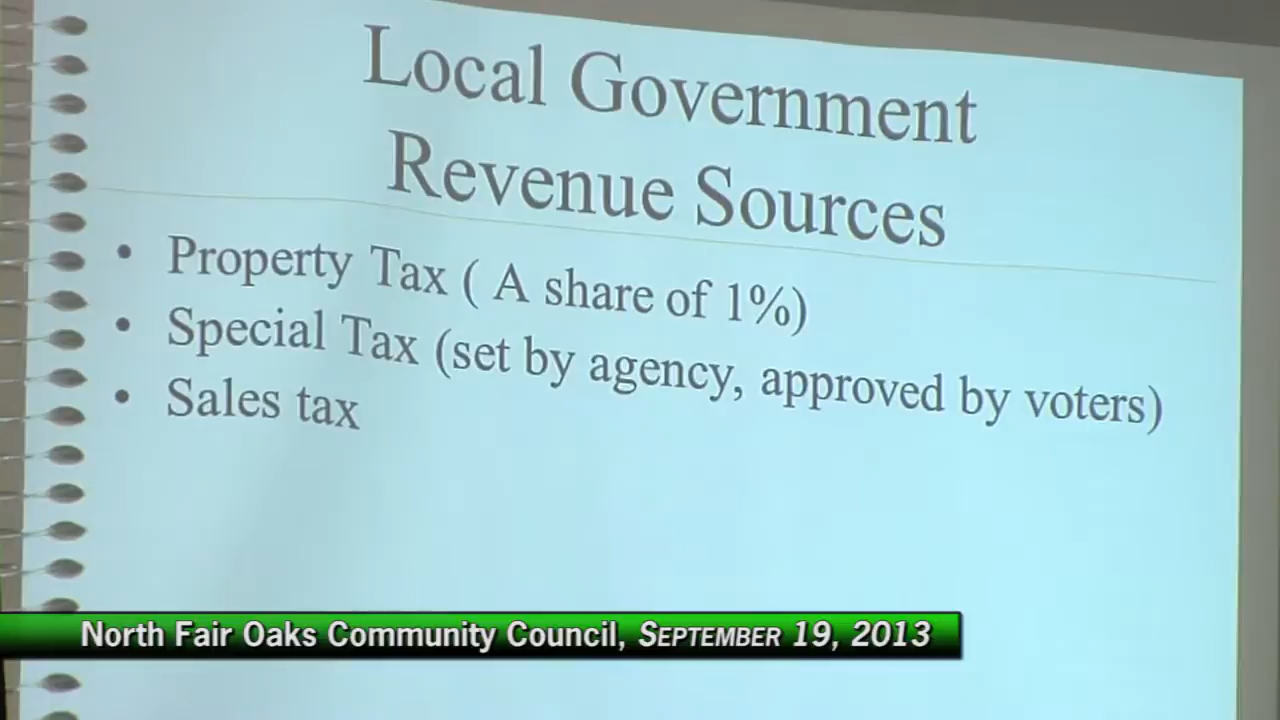 Local Government
Revenue Sources
• Property Tax ( A share of 1%)
• Special Tax (set by agency, approved by voters)
• Sales tax
North Fair Oaks Community Council, September 19, 2013